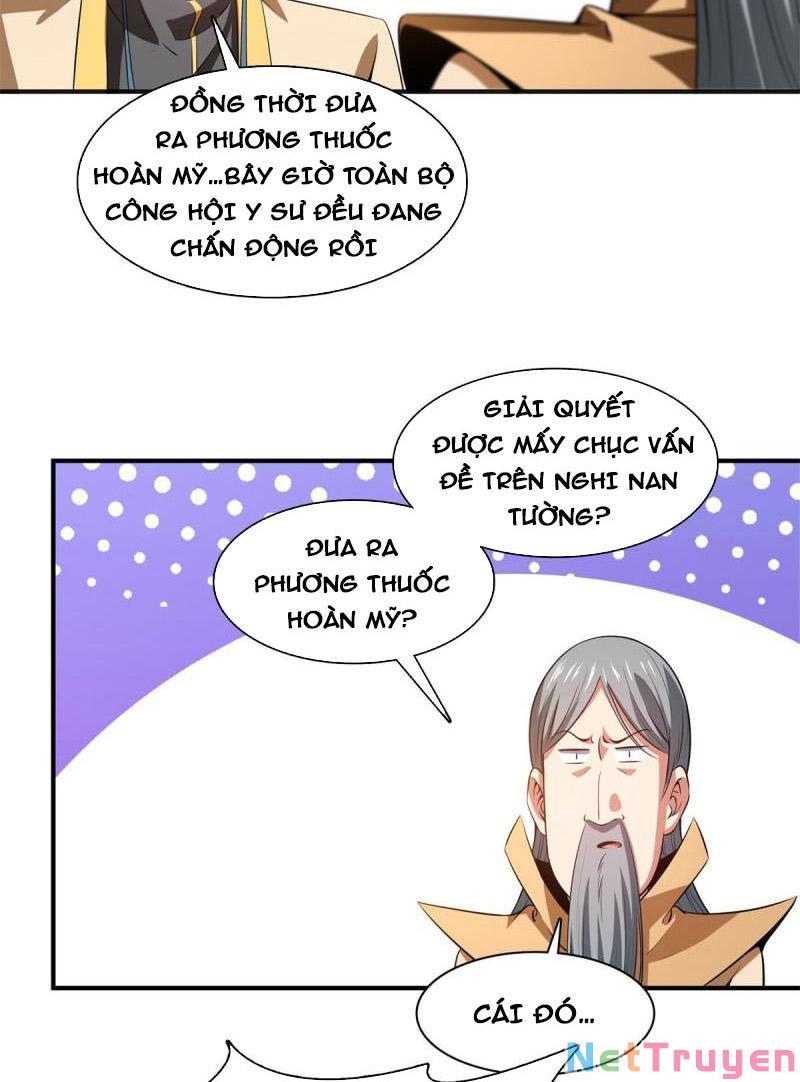 ĐỒNG THỜI ĐƯA
RA PHƯƠNG THUỐC
HOÀN MỸ...BÂY GIỜ TOÀN BỘ
CÔNG HỘI Y SƯ ĐỀU ĐANG
CHẤN ĐỘNG RỒI
GIẢI QUYẾT
ĐƯỢC MẤY CHỤC VẤN
ĐỀ TRÊN NGHI NAN
TƯỜNG?
ĐƯA RA
PHƯƠNG THUỐC
HOÀN MỸ?
CÁI ĐÓ...
NetTruyen